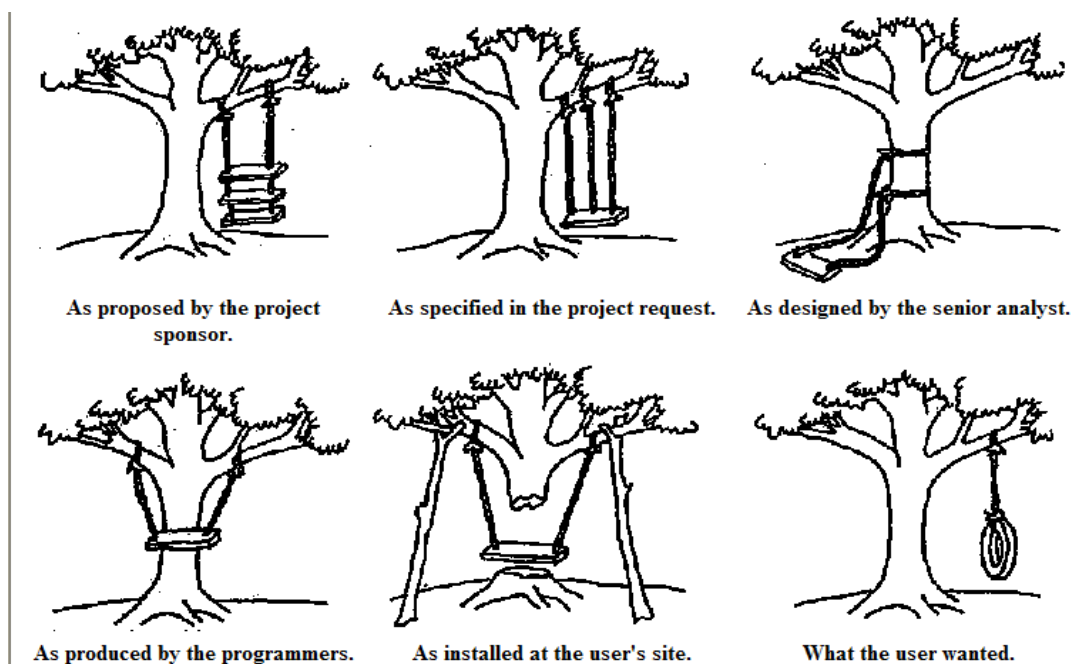 As proposed by the project
sponsor.
As specified in the project request.
As designed by the senior analyst.
As produced by the programmers.
As installed at the user's site.
What the user wanted.